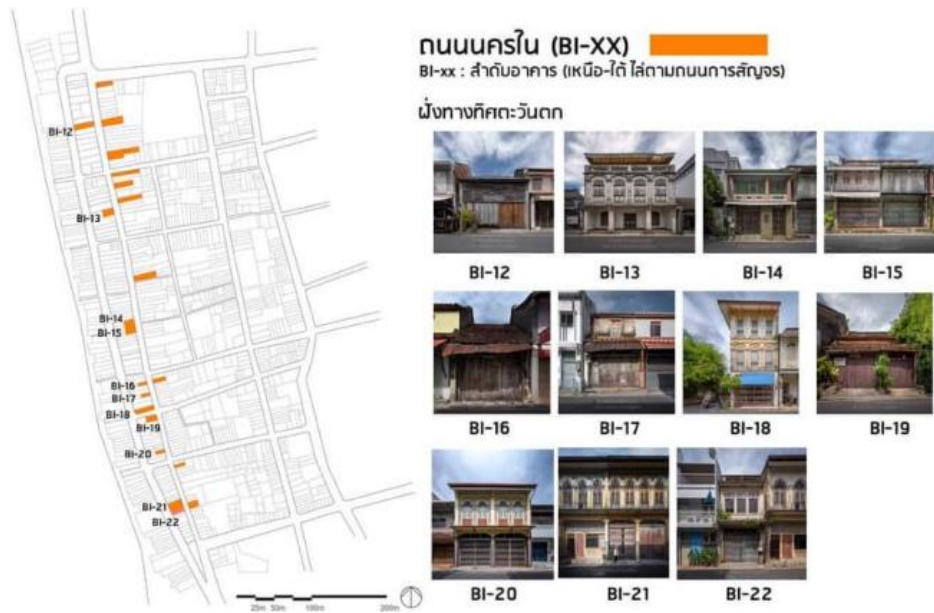 ถนนนครใน (BI-XX)
BI-xx : ลำดับอาคาร (เหนือ-ใต้ ไล่ตามถนนการสัญจร)
ฝั่งทางทิศตะวันตก
BI-12
BI-13
BI-14
BI-15
BI-16
BI-17
BI-18
BI-19
BI-20
BI-21
BI-22
BI-12 BI-13 BI-14 BI-15
BI-16 BI-17 BI-18 BI-19
BI-20 BI-21 BI-22
25m 50m 100m 200m